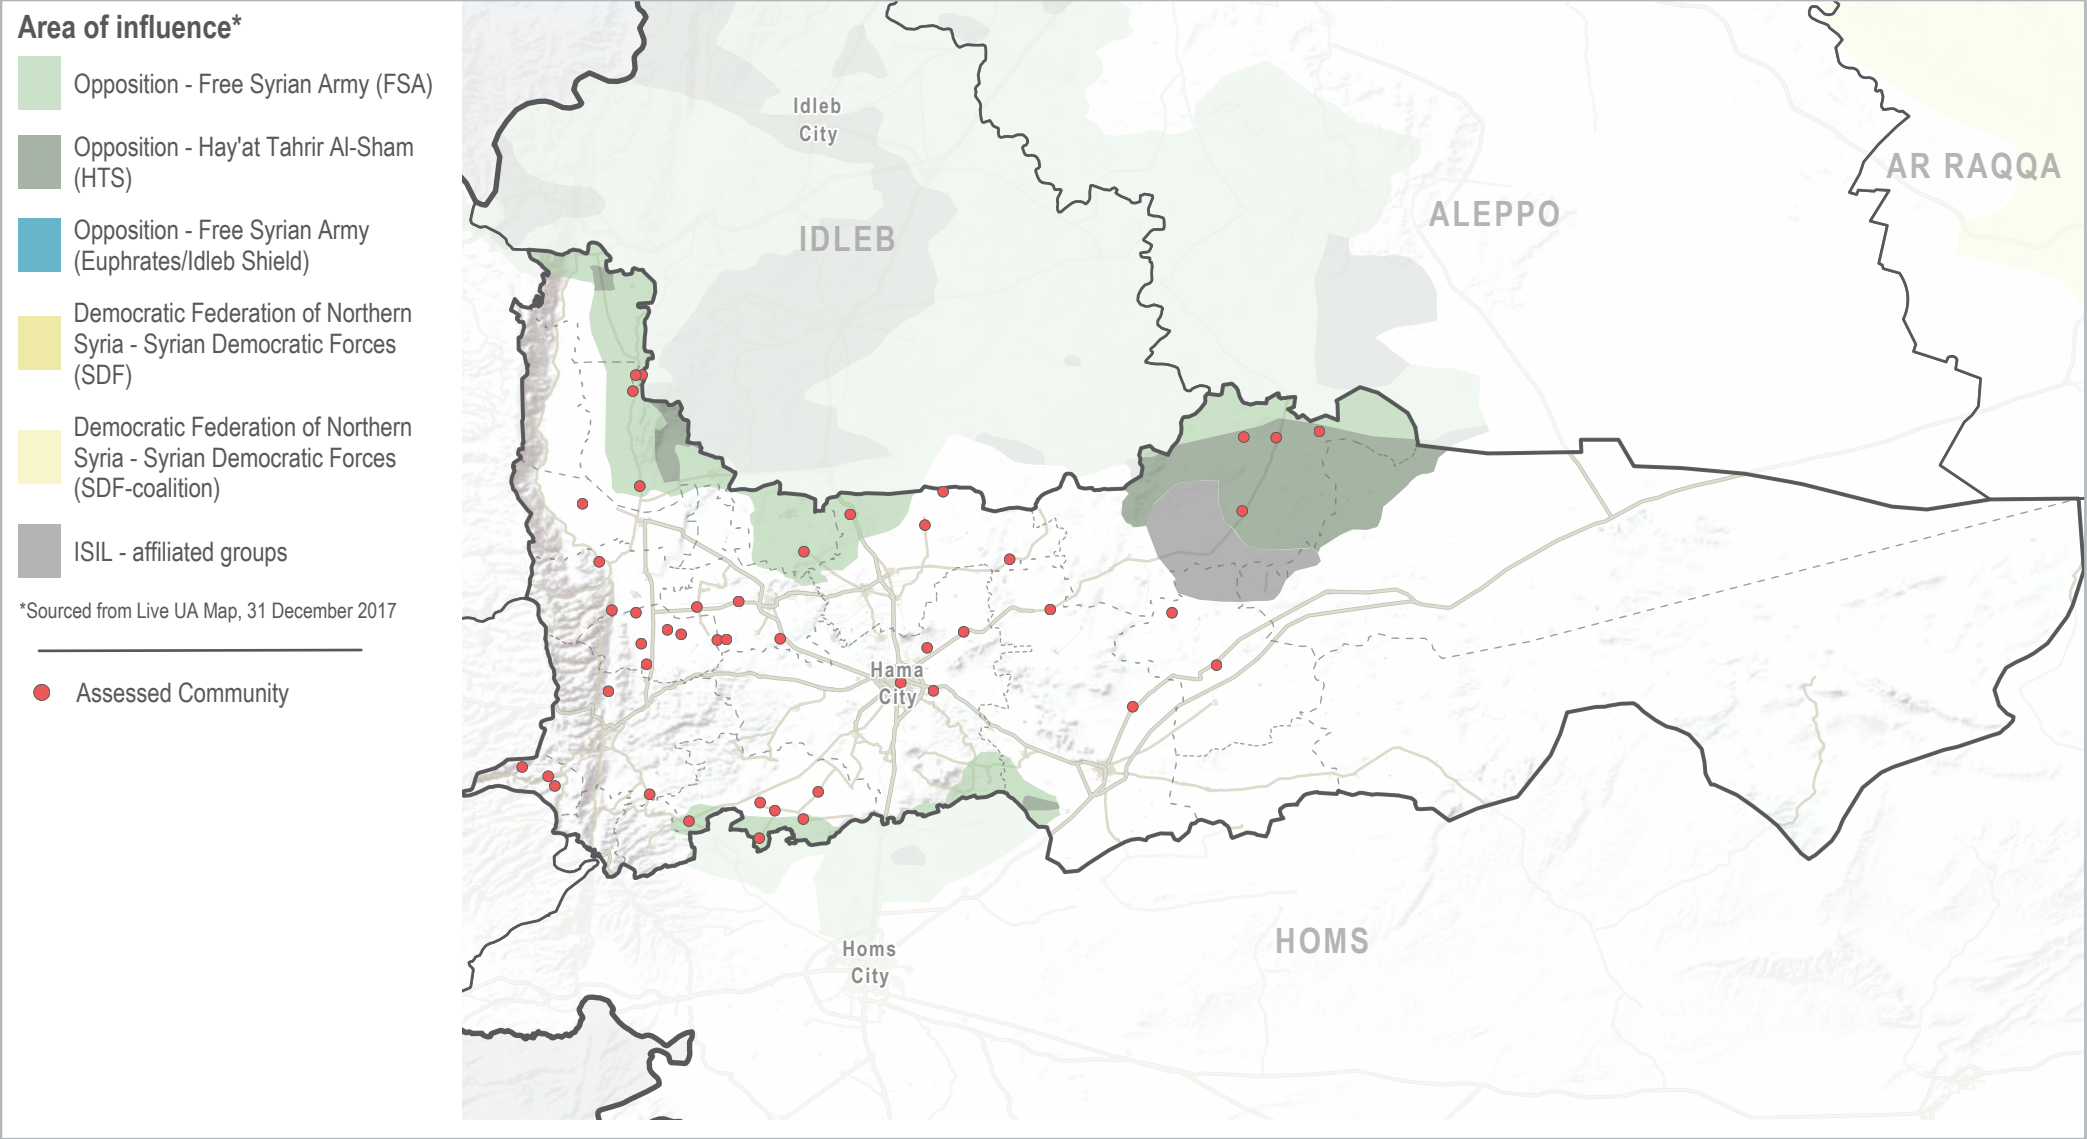 Area of influence*
Opposition - Free Syrian Army (FSA)
Opposition - Hay'at Tahrir Al-Sham
(HTS)
Opposition - Free Syrian Army
(Euphrates/Idleb Shield)
Democratic Federation of Northern
Syria - Syrian Democratic Forces
(SDF)
Democratic Federation of Northern
Syria - Syrian Democratic Forces
(SDF-coalition)
ISIL - affiliated groups
*Sourced from Live UA Map, 31 December 2017
Assessed Community
Idleb
City
IDLEB
ALEPPO
AR RAQQA
Hama
City
Homs
City
HOMS